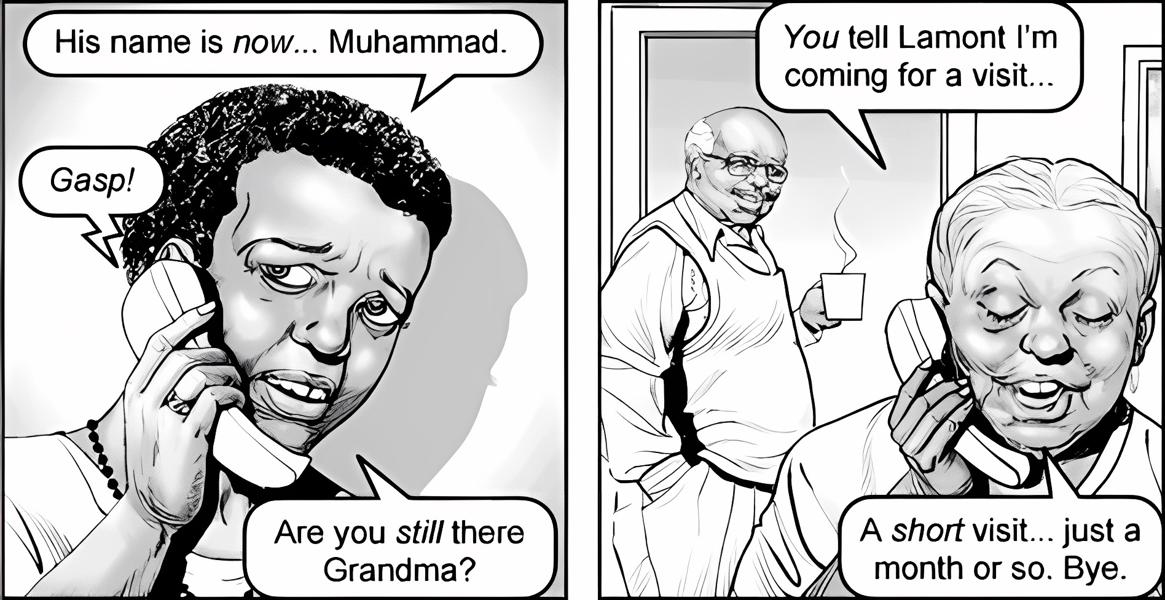 His name is now... Muhammad.
Gasp!
Are you still there
Grandma?
You tell Lamont I'm
coming for a visit...
A short visit... just a
month or so. Bye.